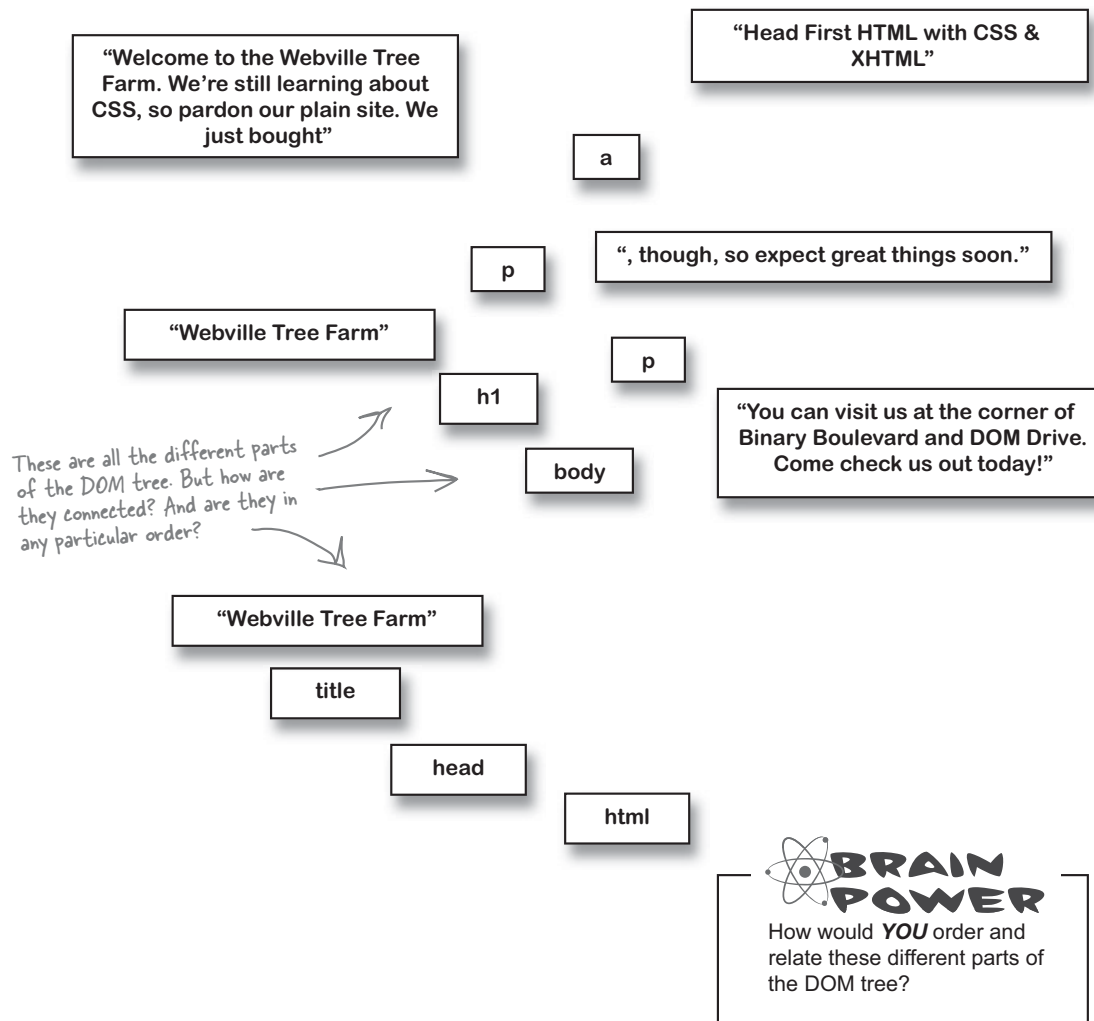 “Welcome to the Webville Tree
Farm. We’re still learning about
CSS, so pardon our plain site. We
just bought”
“Head First HTML with CSS &
XHTML”
a
p
“, though, so expect great things soon.”
“Webville Tree Farm”
p
h1
“You can visit us at the corner of
Binary Boulevard and DOM Drive.
Come check us out today!”
body
These are all the different parts
of the DOM tree. But how are
they connected? And are they in
any particular order?
“Webville Tree Farm”
title
head
html
BRAIN
POWER
How would YOU order and
relate these different parts of
the DOM tree?